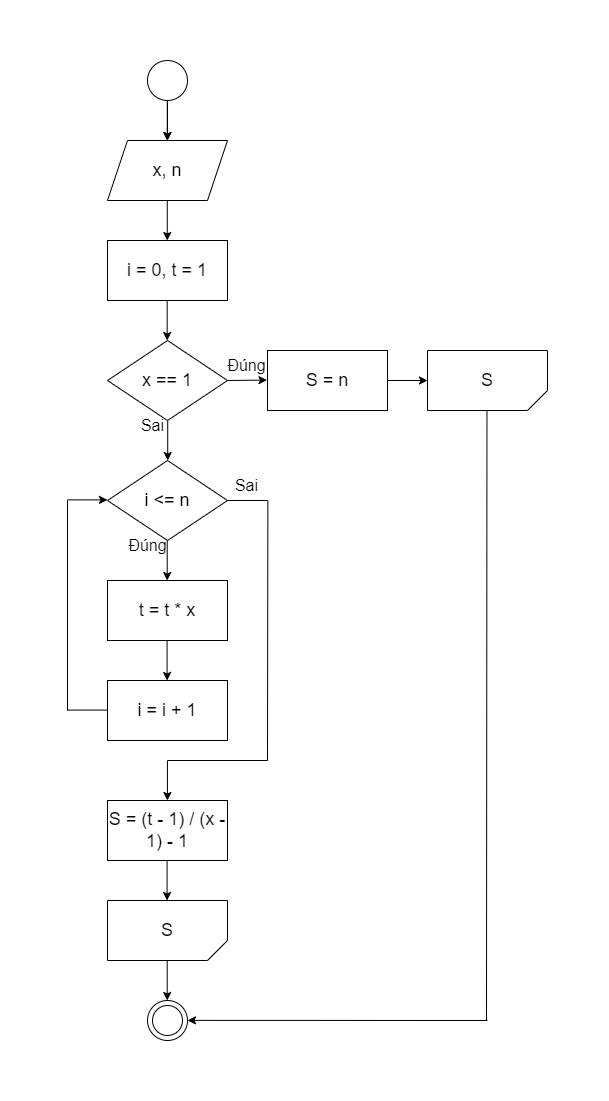 x, n
i = 0, t = 1
x == 1
Đúng
S = n
S
Sai
i <= n
Sai
Đúng
t = t * x
i = i + 1
S = (t - 1) / (x -
1) - 1
S